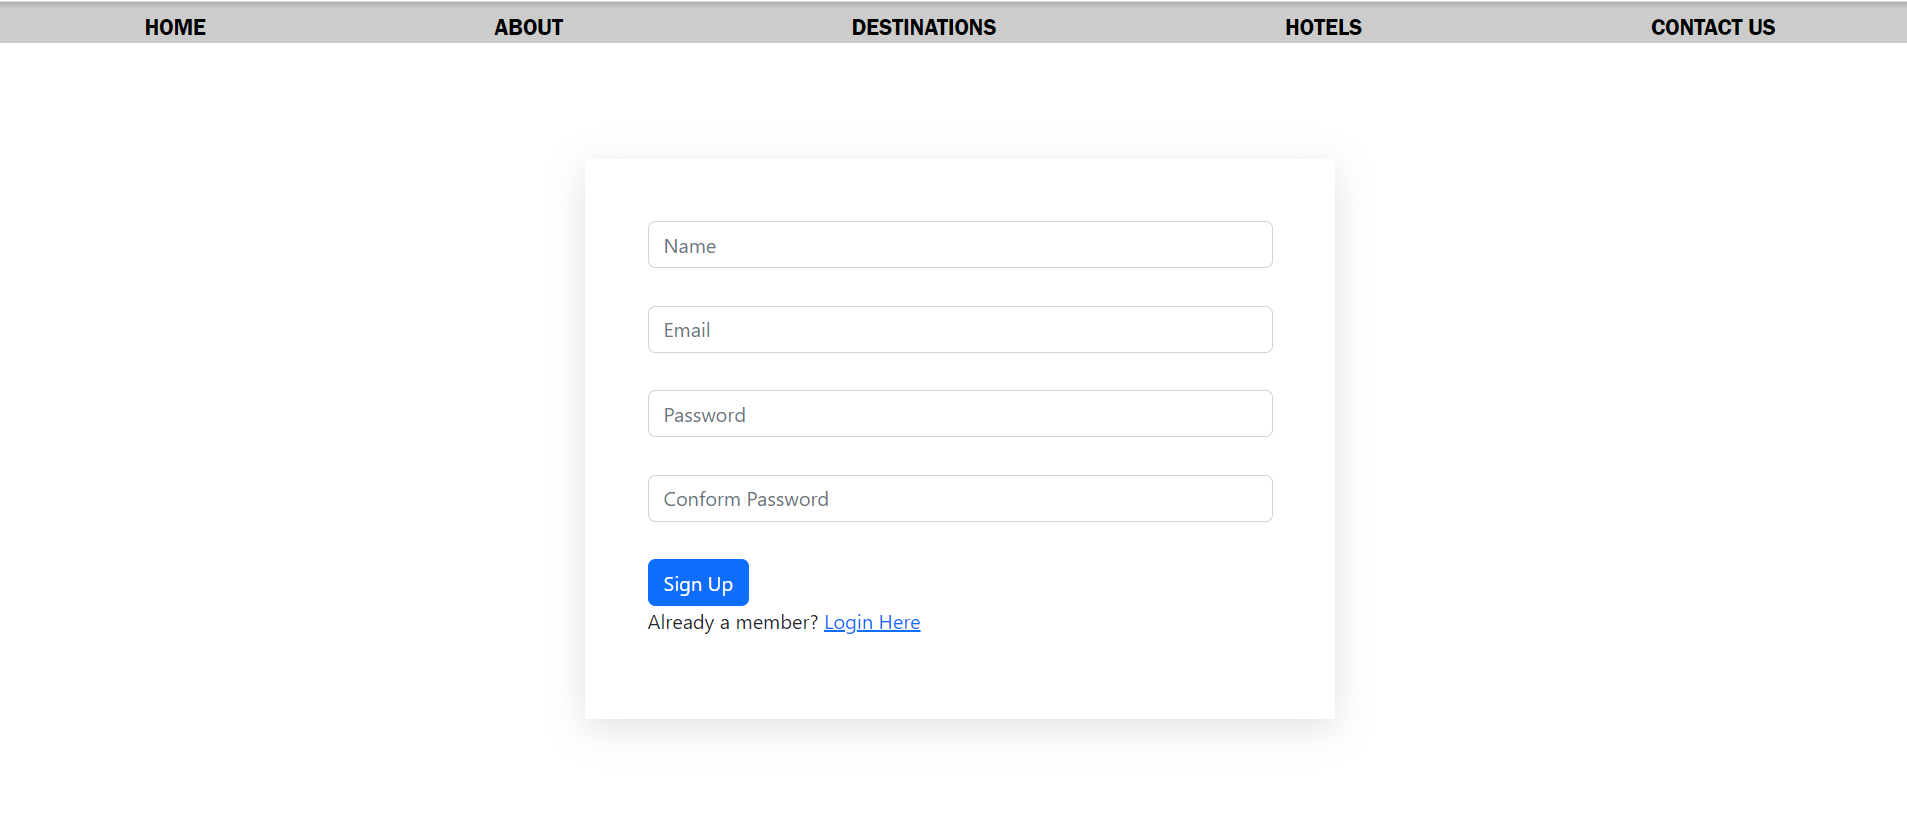 HOME ABOUT DESTINATIONS HOTELS CONTACT US
Name
Email
Password
Conform Password
Sign Up
Already a member? Login Here